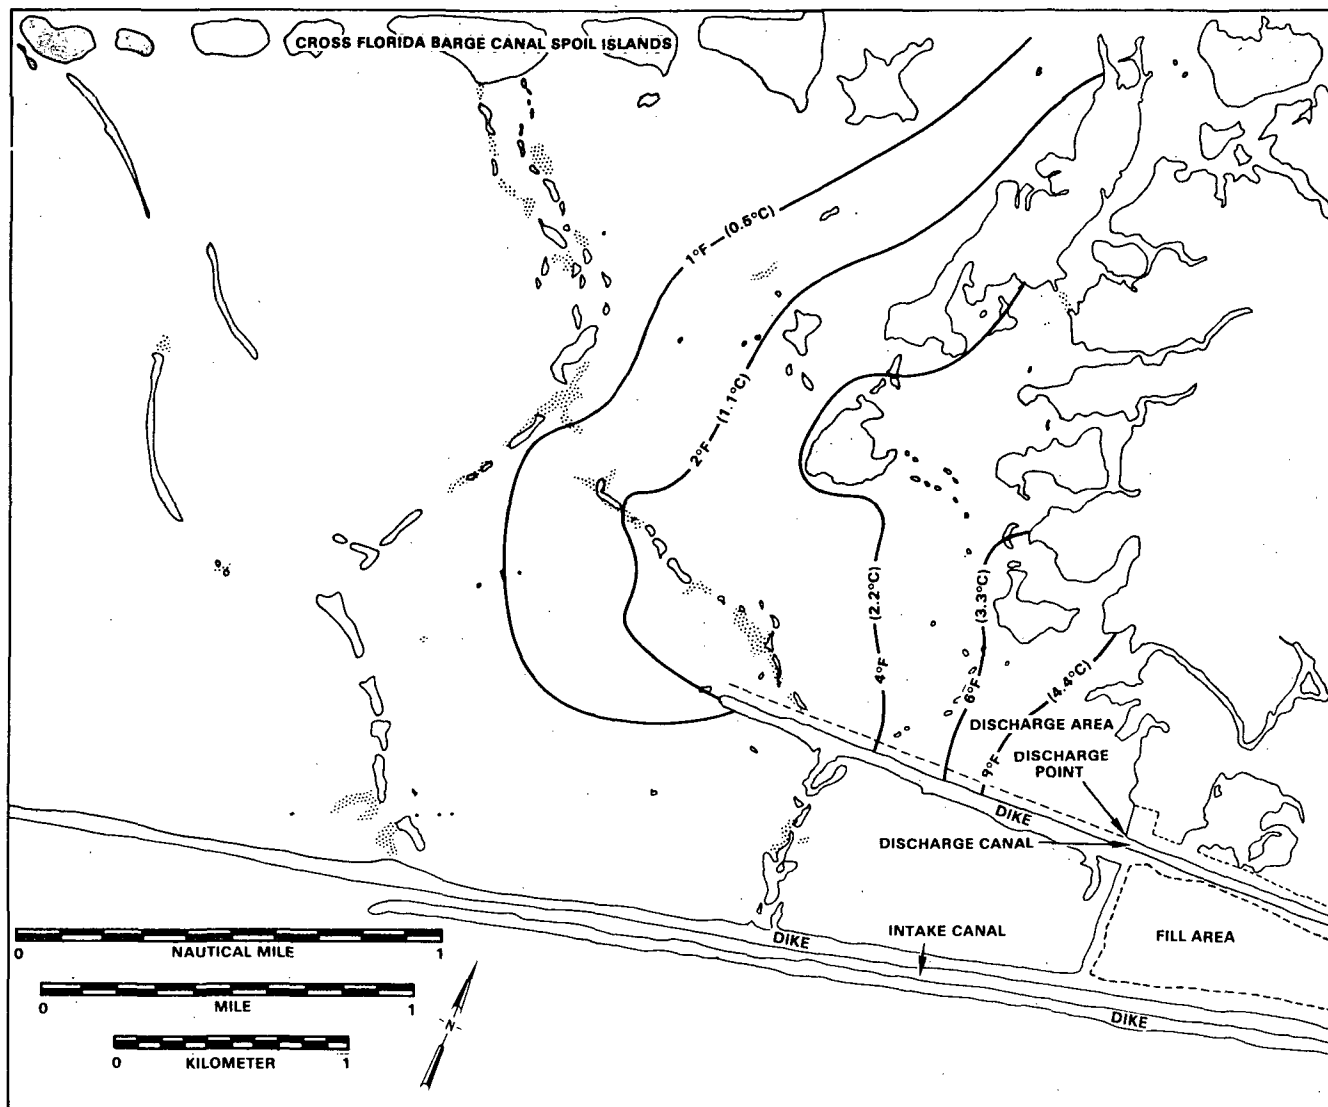 CROSS FLORIDA BARGE CANAL SPOIL ISLANDS
1°F—(0.5°C)
2°F—(1.1°C)
4°F—(2.2°C)
6°F—(3.3°C)
9°F—(4.4°C)
DISCHARGE AREA
DISCHARGE
POINT
DIKE
DISCHARGE CANAL
INTAKE CANAL
FILL AREA
DIKE
DIKE
0 1
NAUTICAL MILE
0 1
MILE
0 1
KILOMETER
N